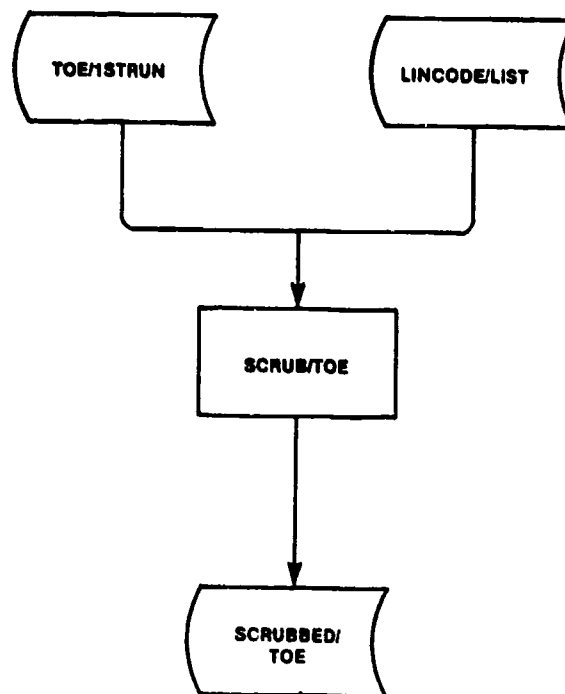 TOE/1STRUN
LINCODE/LIST
SCRUB/TOE
SCRUBBED/
TOE